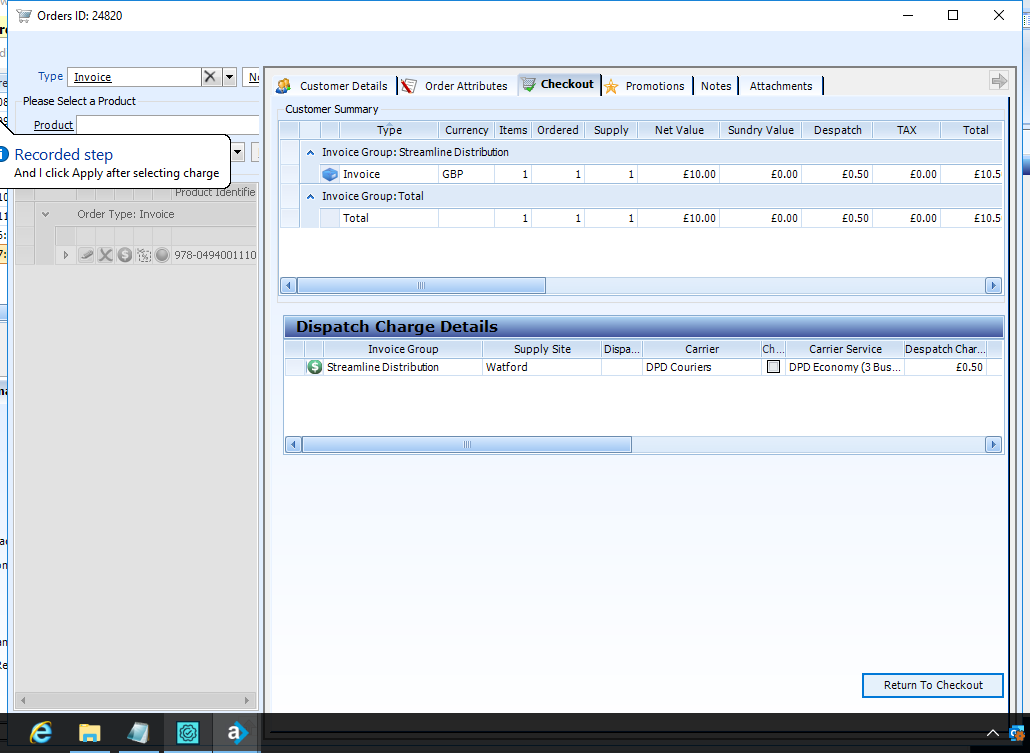 Orders ID: 24820
Type Invoice
Please Select a Product
Product
Recorded step
And I click Apply after selecting charge
Product Identifie
Order Type: Invoice
978-0494001110
Customer Details Order Attributes Checkout Promotions Notes Attachments
Customer Summary
Type Currency Items Ordered Supply Net Value Sundry Value Despatch TAX Total
Invoice Group: Streamline Distribution
Invoice GBP 1 1 1 £10.00 £0.00 £0.50 £0.00 £10.5
Invoice Group: Total
Total 1 1 1 £10.00 £0.00 £0.50 £0.00 £10.5
Dispatch Charge Details
Invoice Group Supply Site Dispa... Carrier Ch... Carrier Service Despatch Char...
Streamline Distribution Watford DPD Couriers DPD Economy (3 Bus... £0.50
Return To Checkout